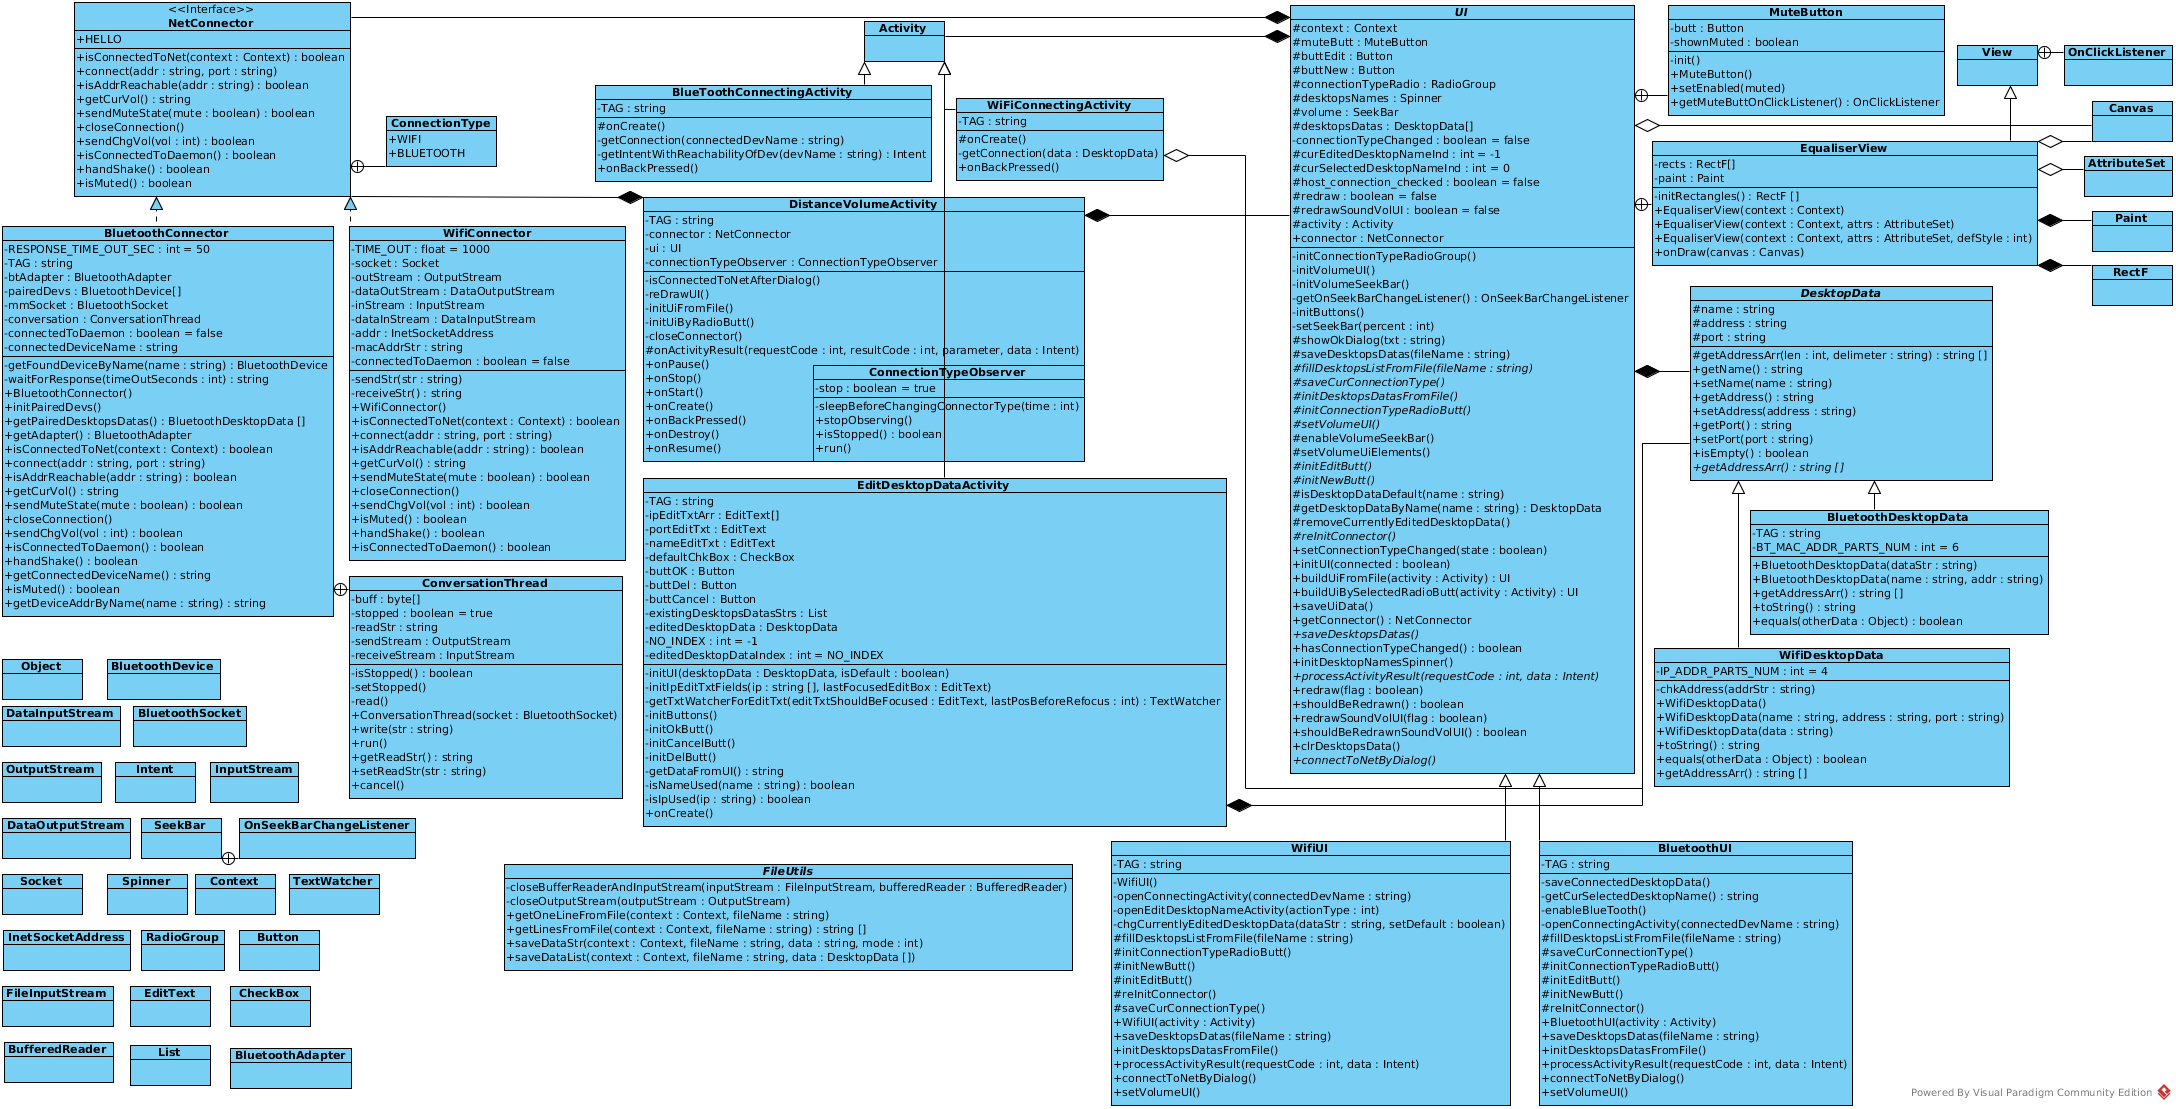 <<Interface>>
NetConnector
+HELLO
+isConnectedToNet(context : Context) : boolean
+connect(addr : string, port : string)
+isAddrReachable(addr : string) : boolean
+getCurVol() : string
+sendMuteState(mute : boolean) : boolean
+closeConnection()
+sendChgVol(vol : int) : boolean
+isConnectedToDaemon() : boolean
+handShake() : boolean
+isMuted() : boolean
ConnectionType
+WIFI
+BLUETOOTH
Activity
BlueToothConnectingActivity
-TAG : string
#onCreate()
-getConnection(connectedDevName : string)
-getIntentWithReachabilityOfDev(devName : string) : Intent
+onBackPressed()
WiFiConnectingActivity
-TAG : string
#onCreate()
-getConnection(data : DesktopData)
+onBackPressed()
UI
#context : Context
#muteButt : MuteButton
#buttEdit : Button
#buttNew : Button
#connectionTypeRadio : RadioGroup
#desktopsNames : Spinner
#volume : SeekBar
#desktopsDatas : DesktopData[]
-connectionTypeChanged : boolean = false
#curEditedDesktopNameInd : int = -1
#curSelectedDesktopNameInd : int = 0
#host_connection_checked : boolean = false
#redraw : boolean = false
#redrawSoundVolUI : boolean = false
#activity : Activity
+connector : NetConnector
-initConnectionTypeRadioGroup()
-initVolumeUI()
-initVolumeSeekBar()
-getOnSeekBarChangeListener() : OnSeekBarChangeListener
-initButtons()
-setSeekBar(percent : int)
#showOkDialog(txt : string)
#saveDesktopsDatas(fileName : string)
#fillDesktopsListFromFile(fileName : string)
#saveCurConnectionType()
#initDesktopsDatasFromFile()
#initConnectionTypeRadioButt()
#setVolumeUI()
#enableVolumeSeekBar()
#setVolumeUiElements()
#initEditButt()
#initNewButt()
#isDesktopDataDefault(name : string)
#getDesktopDataByName(name : string) : DesktopData
#removeCurrentlyEditedDesktopData()
#reInitConnector()
+setConnectionTypeChanged(state : boolean)
+initUI(connected : boolean)
+buildUiFromFile(activity : Activity) : UI
+buildUiBySelectedRadioButt(activity : Activity) : UI
+saveUiData()
+getConnector() : NetConnector
+saveDesktopsDatas()
+hasConnectionTypeChanged() : boolean
+initDesktopNamesSpinner()
+processActivityResult(requestCode : int, data : Intent)
+redraw(flag : boolean)
+shouldBeRedrawn() : boolean
+redrawSoundVolUI(flag : boolean)
+shouldBeRedrawnSoundVolUI() : boolean
+clrDesktopsData()
+connectToNetByDialog()
MuteButton
-butt : Button
-shownMuted : boolean
-init()
+MuteButton()
+setEnabled(muted)
+getMuteButtOnClickListener() : OnClickListener
View
OnClickListener
Canvas
AttributeSet
Paint
RectF
EqualiserView
-rects : RectF[]
-paint : Paint
-initRectangles() : RectF []
+EqualiserView(context : Context)
+EqualiserView(context : Context, attrs : AttributeSet)
+EqualiserView(context : Context, attrs : AttributeSet, defStyle : int)
+onDraw(canvas : Canvas)
BluetoothConnector
-RESPONSE_TIME_OUT_SEC : int = 50
-TAG : string
-btAdapter : BluetoothAdapter
-pairedDevs : BluetoothDevice[]
-mmSocket : BluetoothSocket
-conversation : ConversationThread
-connectedToDaemon : boolean = false
-connectedDeviceName : string
-getFoundDeviceByName(name : string) : BluetoothDevice
-waitForResponse(timeOutSeconds : int) : string
+BluetoothConnector()
+initPairedDevs()
+getPairedDesktopsDatas() : BluetoothDesktopData []
+getAdapter() : BluetoothAdapter
+isConnectedToNet(context : Context) : boolean
+connect(addr : string, port : string)
+isAddrReachable(addr : string) : boolean
+getCurVol() : string
+sendMuteState(mute : boolean) : boolean
+closeConnection()
+sendChgVol(vol : int) : boolean
+isConnectedToDaemon() : boolean
+handShake() : boolean
+getConnectedDeviceName() : string
+isMuted() : boolean
+getDeviceAddrByName(name : string) : string
WifiConnector
-TIME_OUT : float = 1000
-socket : Socket
-outStream : OutputStream
-dataOutStream : DataOutputStream
-inStream : InputStream
-dataInStream : DataInputStream
-addr : InetSocketAddress
-macAddrStr : string
-connectedToDaemon : boolean = false
-sendStr(str : string)
-receiveStr() : string
+WifiConnector()
+isConnectedToNet(context : Context) : boolean
+connect(addr : string, port : string)
+isAddrReachable(addr : string) : boolean
+getCurVol() : string
+sendMuteState(mute : boolean) : boolean
+closeConnection()
+sendChgVol(vol : int) : boolean
+isMuted() : boolean
+handShake() : boolean
+isConnectedToDaemon() : boolean
DistanceVolumeActivity
-TAG : string
-connector : NetConnector
-ui : UI
-connectionTypeObserver : ConnectionTypeObserver
-isConnectedToNetAfterDialog()
-reDrawUI()
-initUiFromFile()
-initUiByRadioButt()
-closeConnector()
#onActivityResult(requestCode : int, resultCode : int, parameter, data : Intent)
+onPause()
+onStop()
+onStart()
+onCreate()
+onBackPressed()
+onDestroy()
+onResume()
ConnectionTypeObserver
-stop : boolean = true
-sleepBeforeChangingConnectorType(time : int)
+stopObserving()
+isStopped() : boolean
+run()
DesktopData
#name : string
#address : string
#port : string
#getAddressArr(len : int, delimeter : string) : string []
+getName() : string
+setName(name : string)
+getAddress() : string
+setAddress(address : string)
+getPort() : string
+setPort(port : string)
+isEmpty() : boolean
+getAddressArr() : string []
EditDesktopDataActivity
-TAG : string
-ipEditTxtArr : EditText[]
-portEditTxt : EditText
-nameEditTxt : EditText
-defaultChkBox : CheckBox
-buttOK : Button
-buttDel : Button
-buttCancel : Button
-existingDesktopsDatasStrs : List
-editedDesktopData : DesktopData
-NO_INDEX : int = -1
-editedDesktopDataIndex : int = NO_INDEX
-initUI(desktopData : DesktopData, isDefault : boolean)
-initIpEditTxtFields(ip : string [], lastFocusedEditBox : EditText)
-getTxtWatcherForEditTxt(editTxtShouldBeFocused : EditText, lastPosBeforeRefocus : int) : TextWatcher
-initButtons()
-initOkButt()
-initCancelButt()
-initDelButt()
-getDataFromUI() : string
-isNameUsed(name : string) : boolean
-isIpUsed(ip : string) : boolean
+onCreate()
BluetoothDesktopData
-TAG : string
-BT_MAC_ADDR_PARTS_NUM : int = 6
+BluetoothDesktopData(dataStr : string)
+BluetoothDesktopData(name : string, addr : string)
+getAddressArr() : string []
+toString() : string
+equals(otherData : Object) : boolean
ConversationThread
-buff : byte[]
-stopped : boolean = true
-readStr : string
-sendStream : OutputStream
-receiveStream : InputStream
-isStopped() : boolean
-setStopped()
-read()
+ConversationThread(socket : BluetoothSocket)
+write(str : string)
+run()
+getReadStr() : string
+setReadStr(str : string)
+cancel()
WifiDesktopData
-IP_ADDR_PARTS_NUM : int = 4
-chkAddress(addrStr : string)
+WifiDesktopData()
+WifiDesktopData(name : string, address : string, port : string)
+WifiDesktopData(data : string)
+toString() : string
+equals(otherData : Object) : boolean
+getAddressArr() : string []
Object
BluetoothDevice
DataInputStream
BluetoothSocket
OutputStream
Intent
InputStream
DataOutputStream
SeekBar
OnSeekBarChangeListener
Socket
Spinner
Context
TextWatcher
InetSocketAddress
RadioGroup
Button
FileInputStream
EditText
CheckBox
BufferedReader
List
BluetoothAdapter
FileUtils
-closeBufferReaderAndInputStream(inputStream : FileInputStream, bufferedReader : BufferedReader)
-closeOutputStream(outputStream : OutputStream)
+getOneLineFromFile(context : Context, fileName : string)
+getLinesFromFile(context : Context, fileName : string) : string []
+saveDataStr(context : Context, fileName : string, data : string, mode : int)
+saveDataList(context : Context, fileName : string, data : DesktopData [])
WifiUI
-TAG : string
-WifiUI()
-openConnectingActivity(connectedDevName : string)
-openEditDesktopNameActivity(actionType : int)
-chgCurrentlyEditedDesktopData(dataStr : string, setDefault : boolean)
#fillDesktopsListFromFile(fileName : string)
#initConnectionTypeRadioButt()
#initNewButt()
#initEditButt()
#reInitConnector()
#saveCurConnectionType()
+WifiUI(activity : Activity)
+saveDesktopsDatas(fileName : string)
+initDesktopsDatasFromFile()
+processActivityResult(requestCode : int, data : Intent)
+connectToNetByDialog()
+setVolumeUI()
BluetoothUI
-TAG : string
-saveConnectedDesktopData()
-getCurSelectedDesktopName() : string
-enableBlueTooth()
-openConnectingActivity(connectedDevName : string)
#fillDesktopsListFromFile(fileName : string)
#saveCurConnectionType()
#initConnectionTypeRadioButt()
#initEditButt()
#initNewButt()
#reInitConnector()
+BluetoothUI(activity : Activity)
+saveDesktopsDatas(fileName : string)
+initDesktopsDatasFromFile()
+processActivityResult(requestCode : int, data : Intent)
+connectToNetByDialog()
+setVolumeUI()
Powered By Visual Paradigm Community Edition